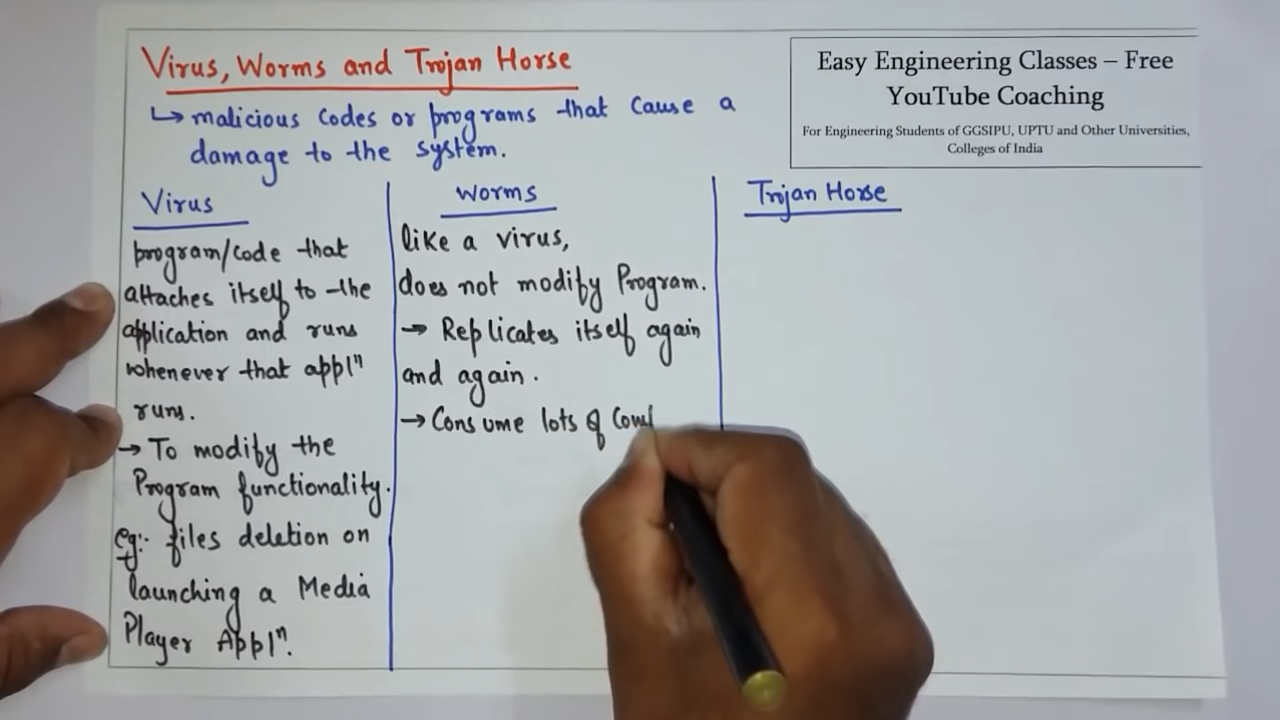 Virus, Worms and Trojan Horse
↳ malicious codes or programs that cause a
damage to the system.
Easy Engineering Classes – Free
YouTube Coaching
For Engineering Students of GGSIPU, UPTU and Other Universities,
Colleges of India
Virus
program/code that
attaches itself to the
application and runs
whenever that applⁿ
runs.
→ To modify the
Program functionality.
eg:- files deletion on
launching a Media
Player Applⁿ.
Worms
like a virus,
does not modify Program.
→ Replicates itself again
and again.
→ Consume lots of
Trojan Horse